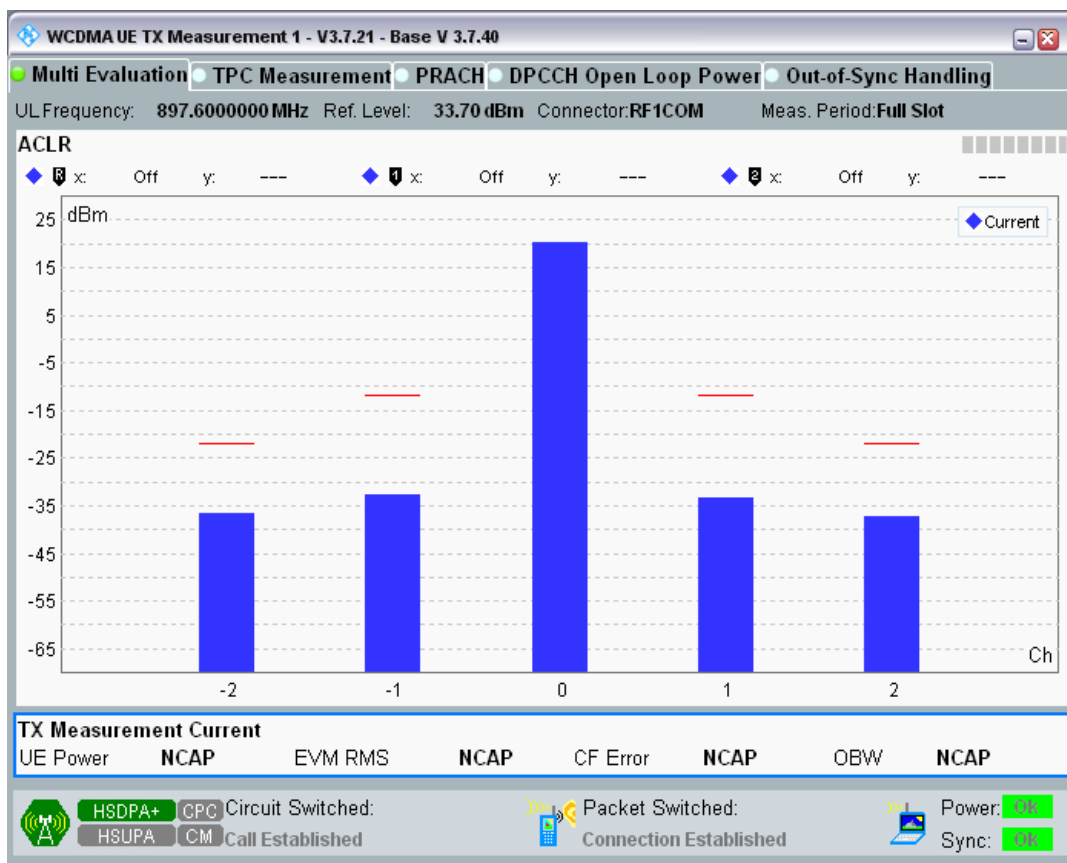 WCDMA UE TX Measurement 1 - V3.7.21 - Base V 3.7.40
Multi Evaluation TPC Measurement PRACH DPCCH Open Loop Power Out-of-Sync Handling
UL Frequency: 897.6000000 MHz Ref. Level: 33.70 dBm Connector:RF1COM Meas. Period:Full Slot
ACLR
R x: Off y: --- 1 x: Off y: --- 2 x: Off y: ---
dBm
Current
25
15
5
-5
-15
-25
-35
-45
-55
-65
Ch
-2 -1 0 1 2
TX Measurement Current
UE Power NCAP EVM RMS NCAP CF Error NCAP OBW NCAP
HSDPA+ CPC Circuit Switched: Packet Switched: Power: Ok
HSUPA CM Call Established Connection Established Sync: Ok